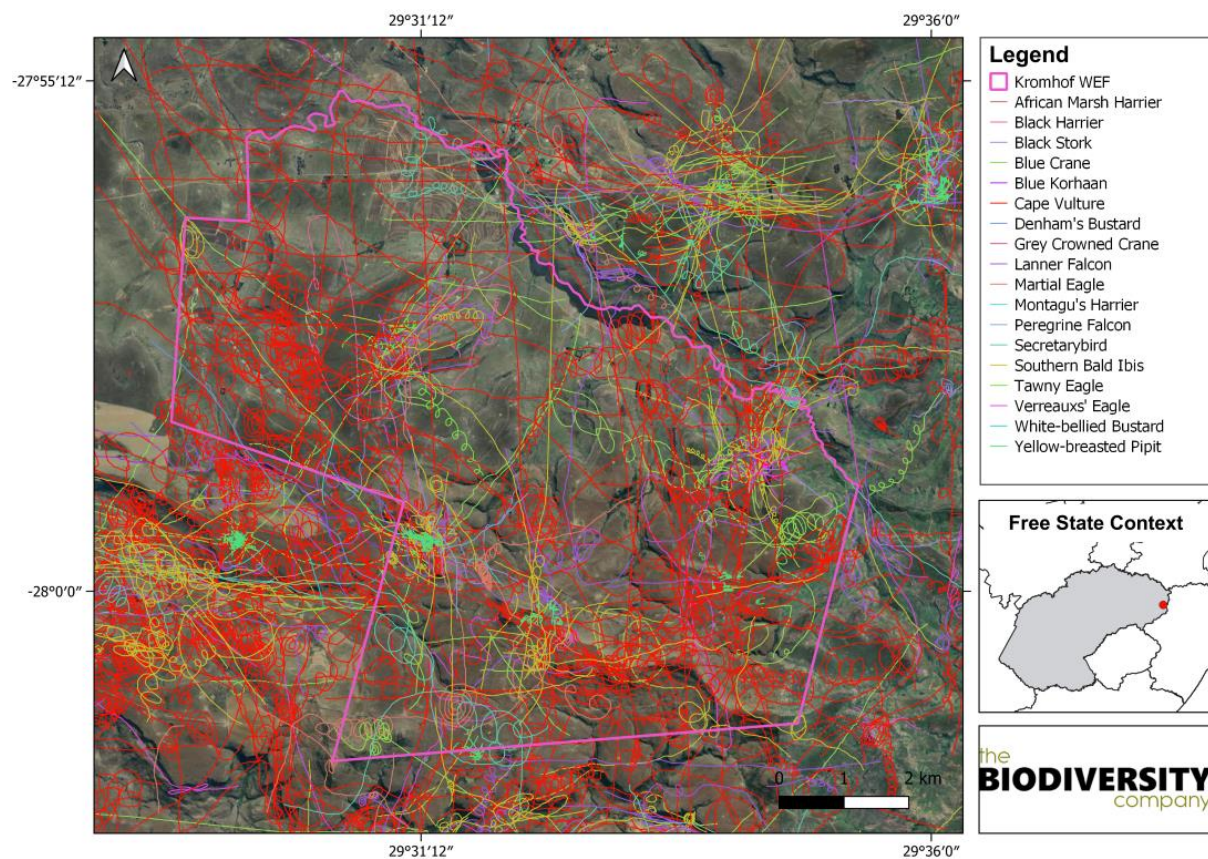 29°31'12"
29°36'0"
-27°55'12"
-28°0'0"
0 1 2 km
29°31'12"
29°36'0"
Legend
Kromhof WEF
African Marsh Harrier
Black Harrier
Black Stork
Blue Crane
Blue Korhaan
Cape Vulture
Denham's Bustard
Grey Crowned Crane
Lanner Falcon
Martial Eagle
Montagu's Harrier
Peregrine Falcon
Secretarybird
Southern Bald Ibis
Tawny Eagle
Verreauxs' Eagle
White-bellied Bustard
Yellow-breasted Pipit
Free State Context
the
BIODIVERSITY
company